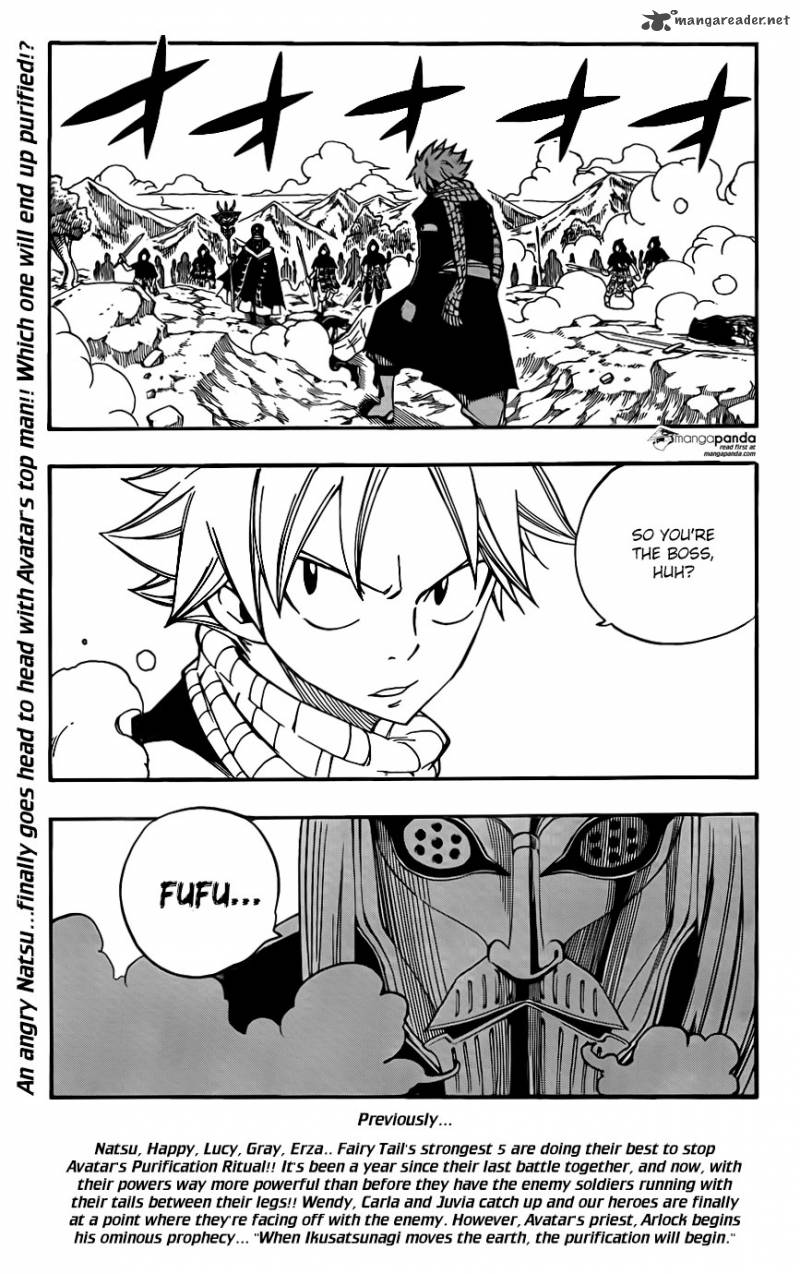 mangareader.net
An angry Natsu...finally goes head to head with Avatar's top man!! Which one will end up purified!?
mangapanda
read first at
mangapanda.com
SO YOU'RE
THE BOSS,
HUH?
FUFU...
Previously...
Natsu, Happy, Lucy, Gray, Erza.. Fairy Tail's strongest 5 are doing their best to stop
Avatar's Purification Ritual!! It's been a year since their last battle together, and now, with
their powers way more powerful than before they have the enemy soldiers running with
their tails between their legs!! Wendy, Carla and Juvia catch up and our heroes are finally
at a point where they're facing off with the enemy. However, Avatar's priest, Arlock begins
his ominous prophecy... "When Ikusatsunagi moves the earth, the purification will begin."